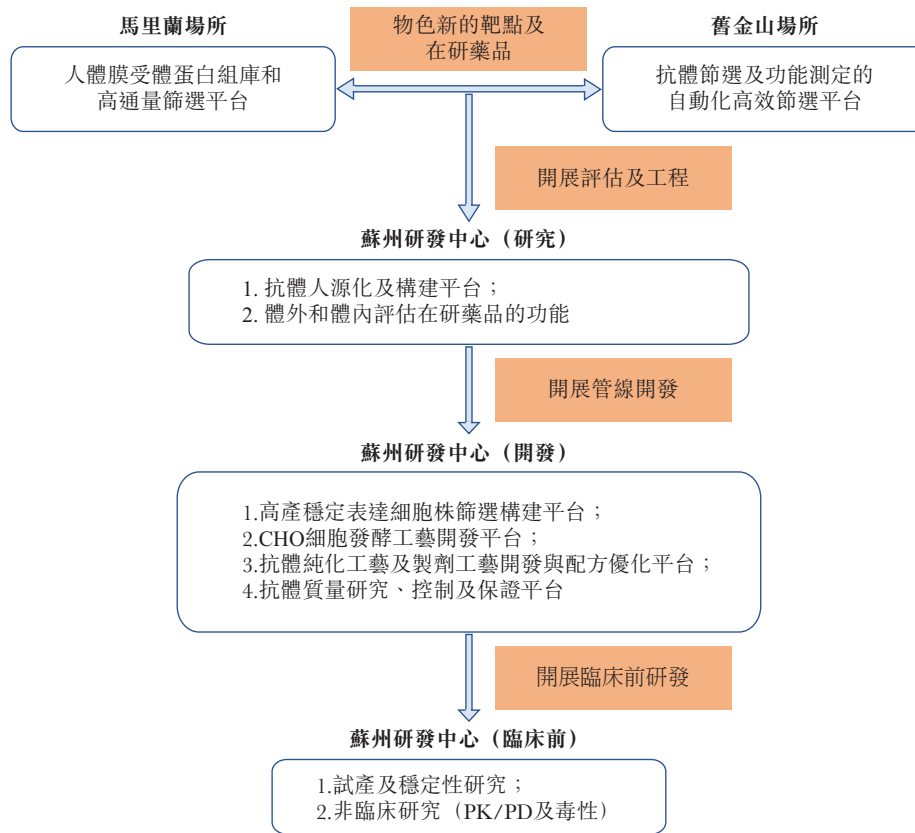 馬里蘭場所
物色新的靶點及
在研藥品
舊金山場所
人體膜受體蛋白組庫和
高通量篩選平台
抗體篩選及功能測定的
自動化高效篩選平台
開展評估及工程
蘇州研發中心（研究）
1. 抗體人源化及構建平台；
2. 體外和體內評估在研藥品的功能
開展管線開發
蘇州研發中心（開發）
1.高產穩定表達細胞株篩選構建平台；
2.CHO細胞發酵工藝開發平台；
3.抗體純化工藝及製劑工藝開發與配方優化平台；
4.抗體質量研究、控制及保證平台
開展臨床前研發
蘇州研發中心（臨床前）
1.試產及穩定性研究；
2.非臨床研究（PK/PD及毒性）